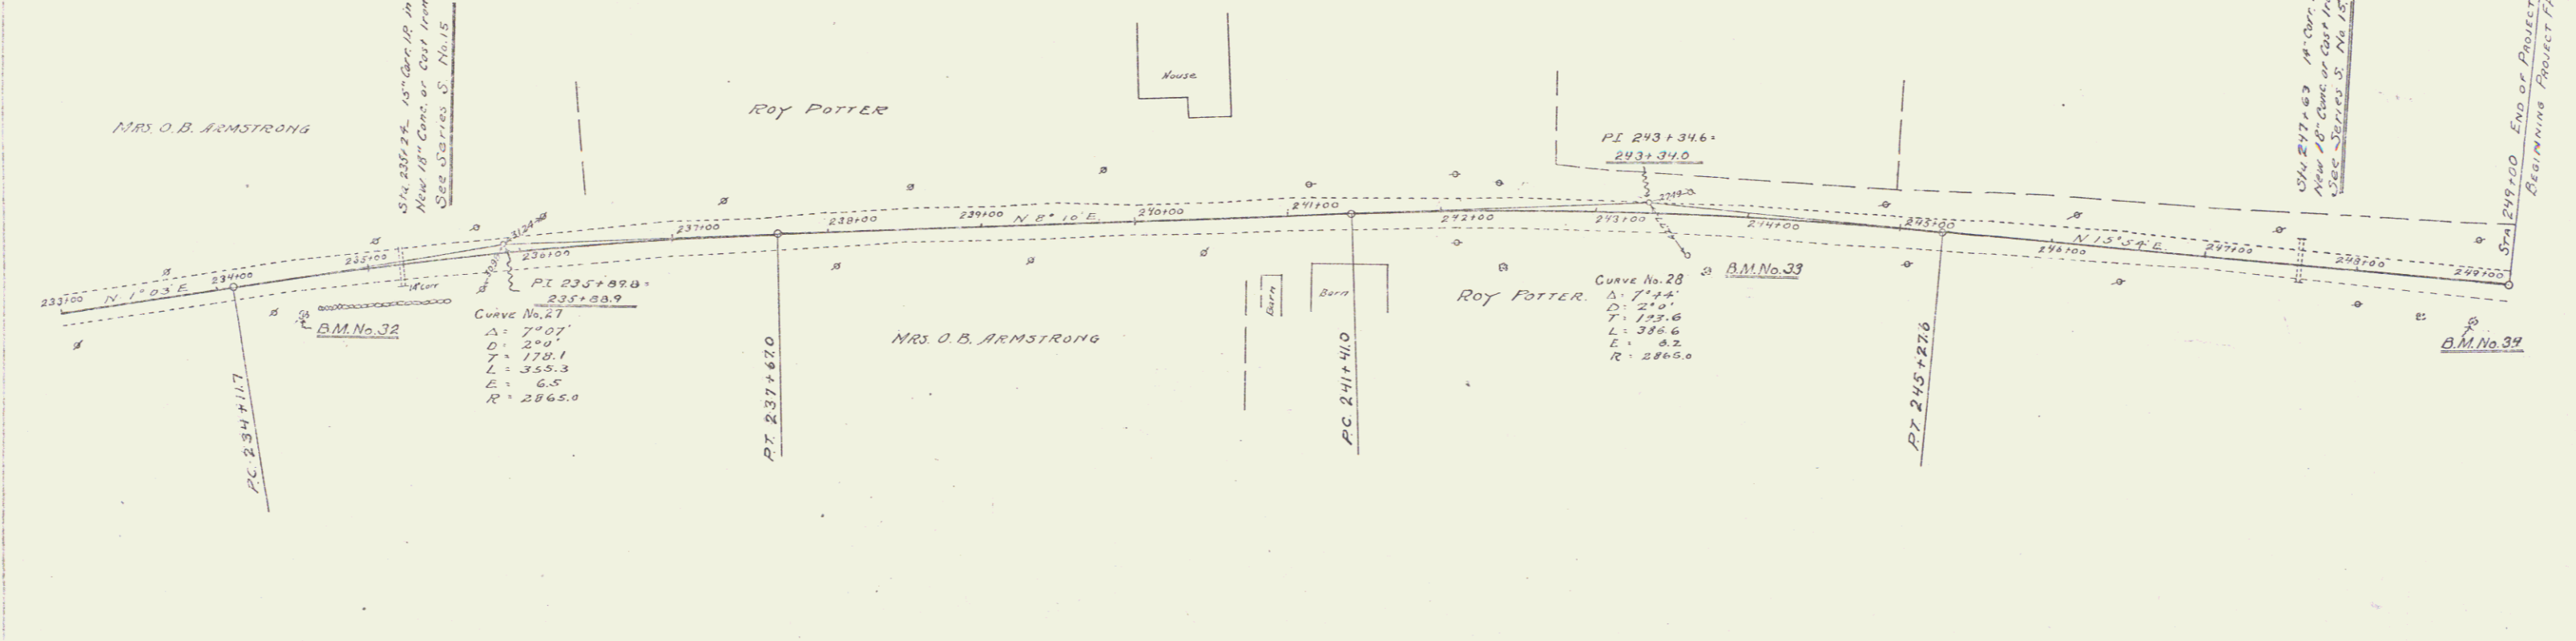 MRS. O.B. ARMSTRONG
Sta. 235+24 15" Corr. I.P. in
New 18" Conc. or Cast Iron
See Series S. No. 15
ROY POTTER
House
PI 243+34.6=
243+34.0
Sta 247+63 14" Corr.
New 18" Conc. or Cast Iro
See Series S. No 15.
STA 249+00 END OF PROJECT
BEGINNING PROJECT FA
233+00
N 1° 03' E
234+00
235+00
236+00
237+00
238+00
239+00
N 8° 10' E.
240+00
241+00
242+00
243+00
244+00
245+00
246+00
N 15° 54' E.
247+00
248+00
249+00
14" Corr
PI 235+89.8=
235+88.9
B.M. No. 32
CURVE No. 27
Δ = 7° 07'
D = 2° 0'
T = 178.1
L = 355.3
E = 6.5
R = 2865.0
P.C. 234+11.7
P.T. 237+67.0
MRS. O.B. ARMSTRONG
Barn
Barn
P.C. 241+41.0
ROY POTTER.
CURVE No. 28
Δ = 7° 44'
D = 2° 0'
T = 193.6
L = 386.6
E = 6.2
R = 2865.0
B.M. No. 33
P.T. 245+27.6
B.M. No. 34